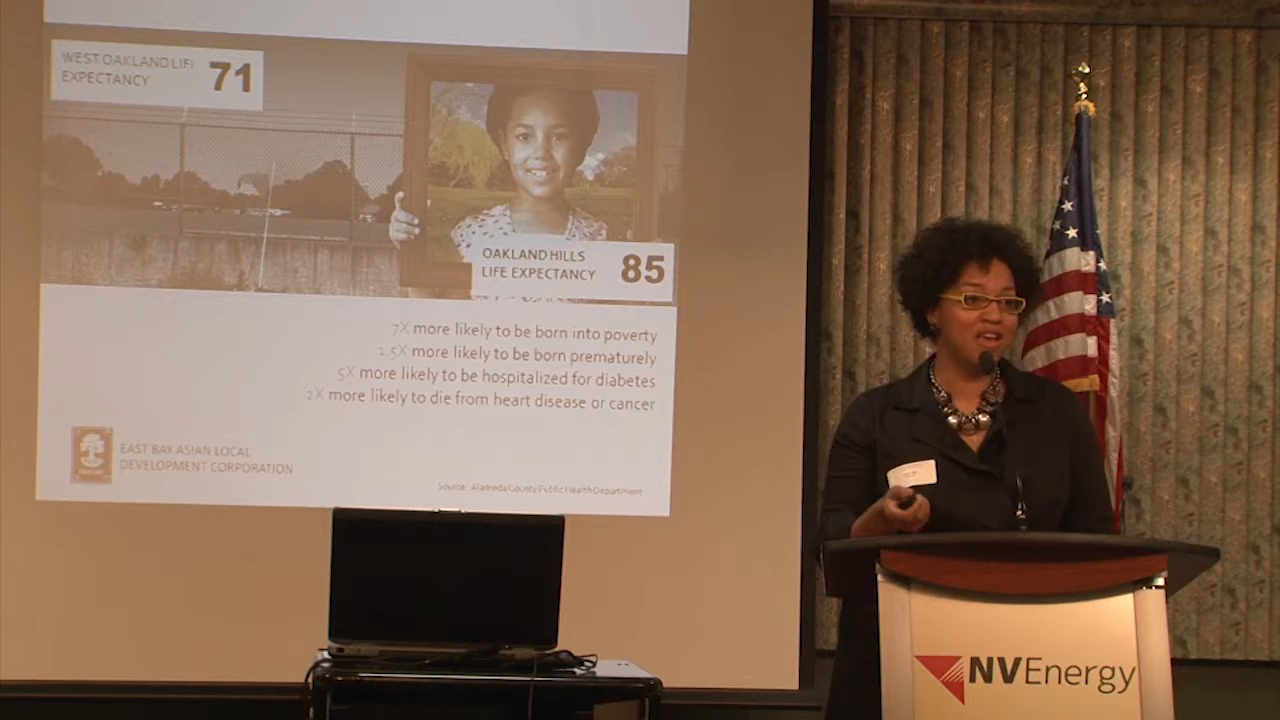 WEST OAKLAND LIFE
EXPECTANCY
71
OAKLAND HILLS
LIFE EXPECTANCY
85
7X more likely to be born into poverty
1.5X more likely to be born prematurely
5X more likely to be hospitalized for diabetes
2X more likely to die from heart disease or cancer
EAST BAY ASIAN LOCAL
DEVELOPMENT CORPORATION
Source: Alameda County Public Health Department
NVEnergy